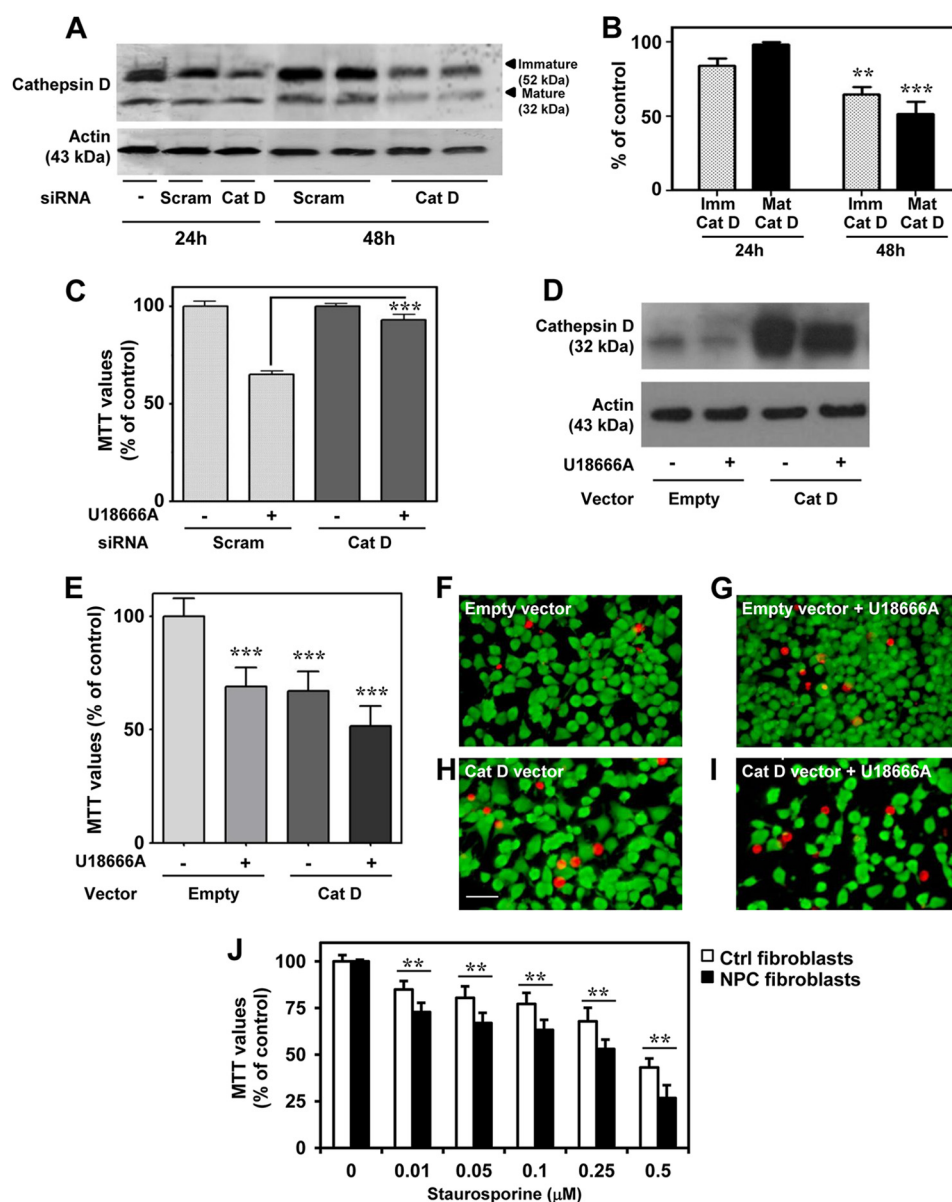 A
Cathepsin D
Immature
(52 kDa)
Mature
(32 kDa)
Actin
(43 kDa)
siRNA
- Scram Cat D Scram Cat D
24h 48h
B
% of control
100
50
0
** ***
Imm Mat Imm Mat
Cat D Cat D Cat D Cat D
24h 48h
C
MTT values
(% of control)
100
50
0
***
U18666A - + - +
siRNA Scram Cat D
D
Cathepsin D
(32 kDa)
Actin
(43 kDa)
U18666A - + - +
Vector Empty Cat D
E
MTT values (% of control)
100
50
0
*** *** ***
U18666A - + - +
Vector Empty Cat D
F
Empty vector
G
Empty vector + U18666A
H
Cat D vector
I
Cat D vector + U18666A
J
MTT values
(% of control)
100
75
50
25
0
** ** ** ** **
Ctrl fibroblasts
NPC fibroblasts
0 0.01 0.05 0.1 0.25 0.5
Staurosporine (μM)